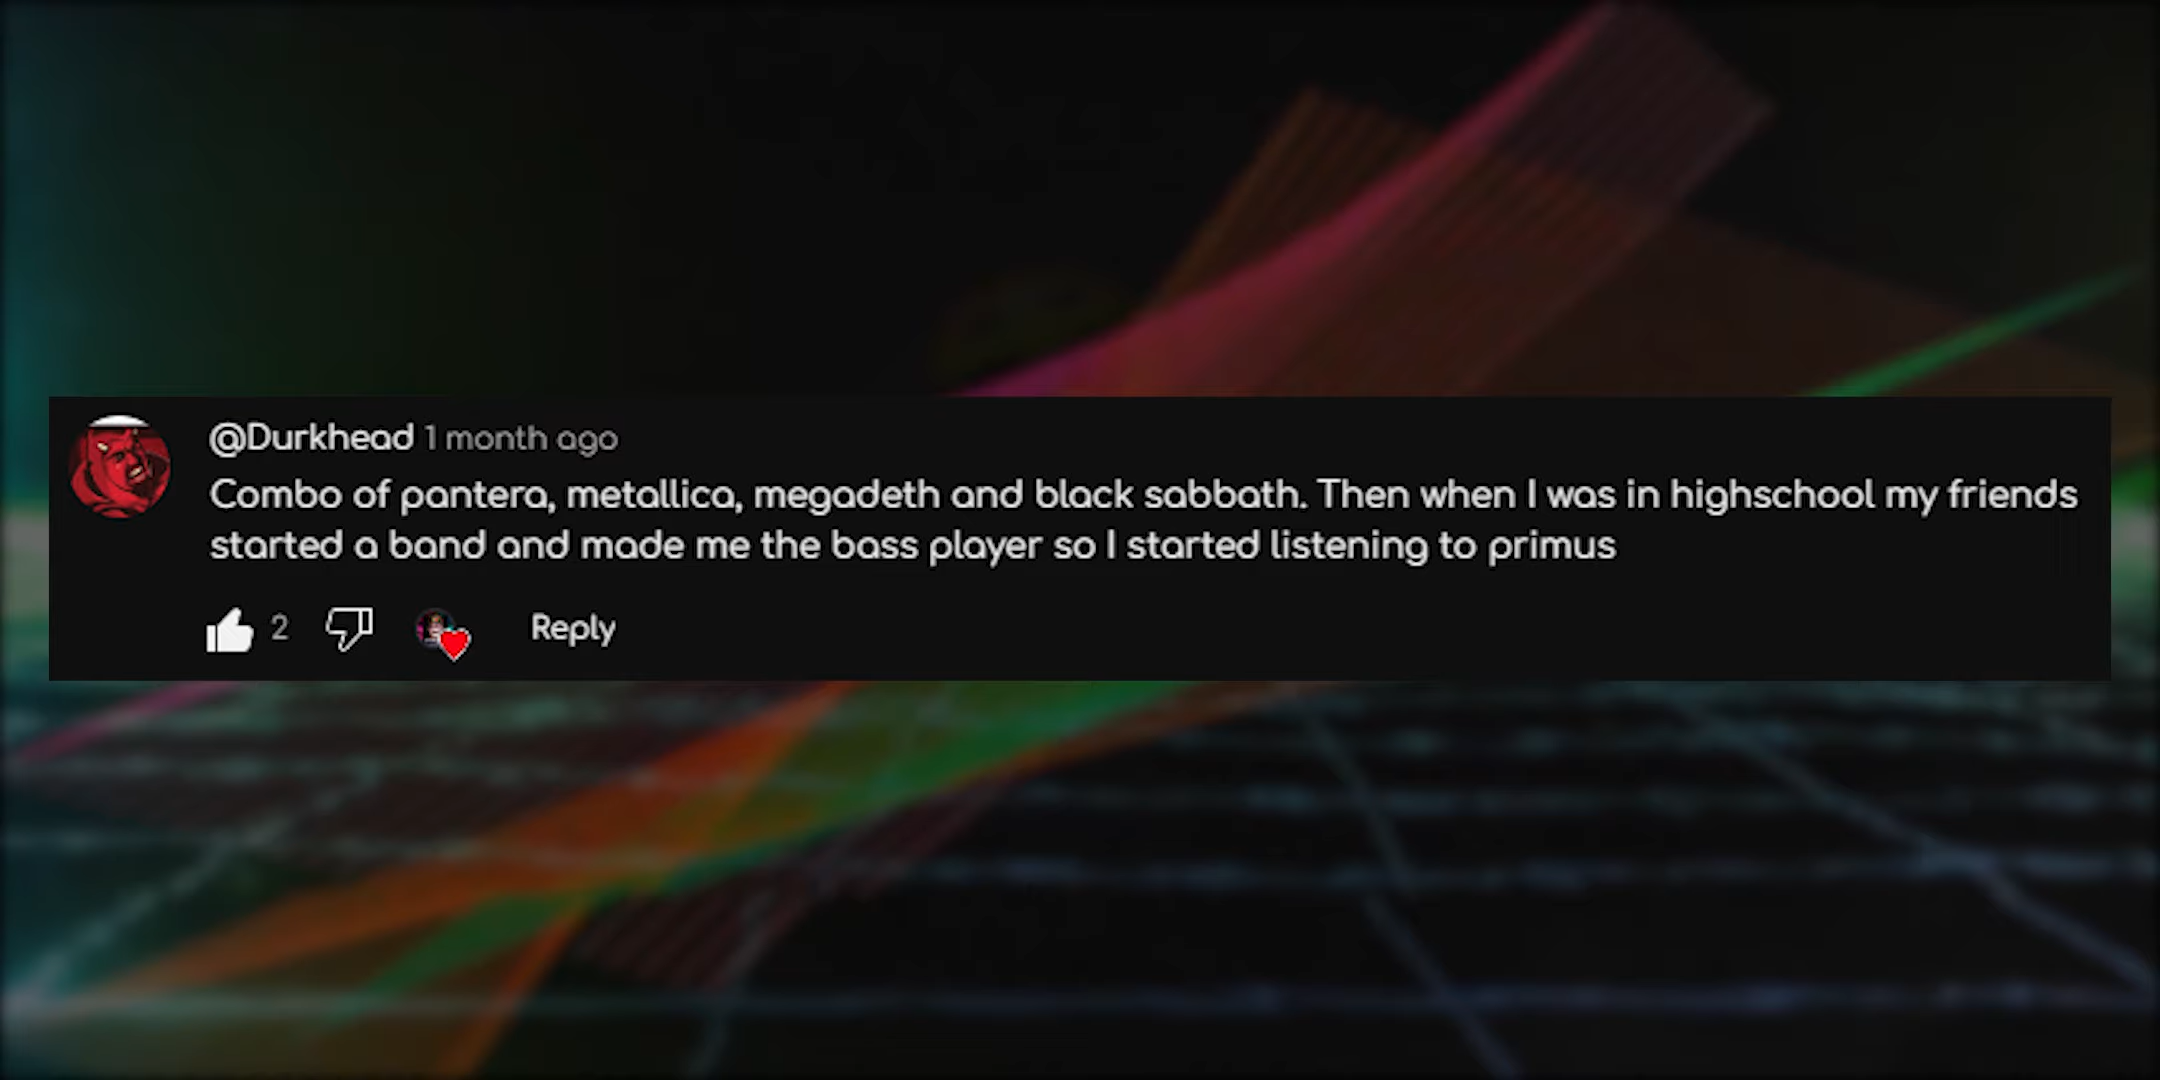 @Durkhead 1 month ago
Combo of pantera, metallica, megadeth and black sabbath. Then when I was in highschool my friends
started a band and made me the bass player so I started listening to primus
2 Reply